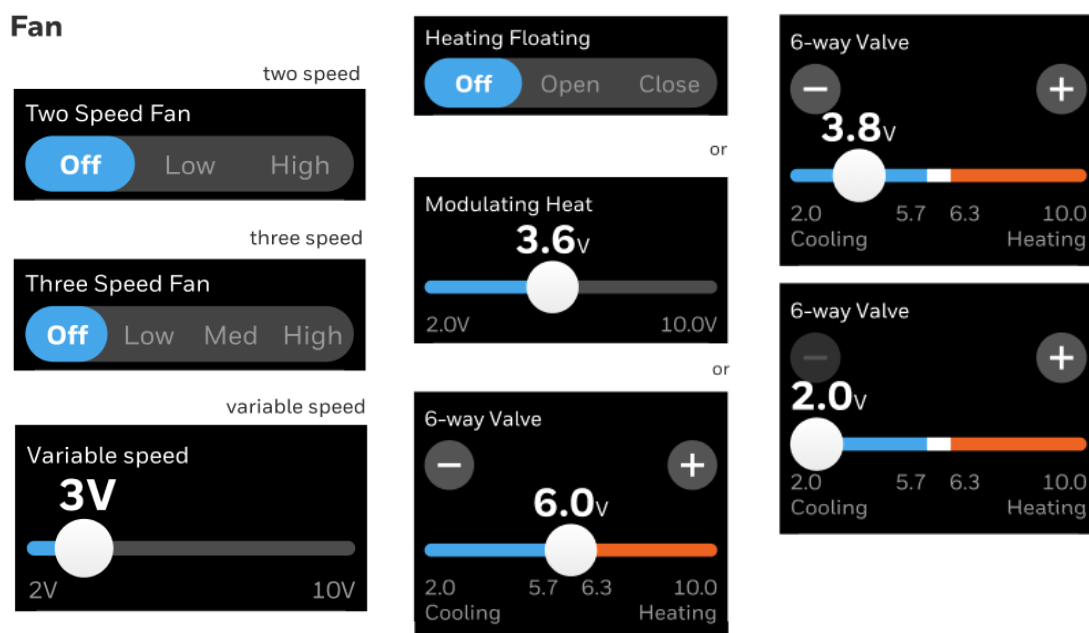 Fan
two speed
Two Speed Fan
Off Low High
three speed
Three Speed Fan
Off Low Med High
variable speed
Variable speed
3V
2V 10V
Heating Floating
Off Open Close
or
Modulating Heat
3.6V
2.0V 10.0V
or
6-way Valve
− +
6.0V
2.0 5.7 6.3 10.0
Cooling Heating
6-way Valve
− +
3.8V
2.0 5.7 6.3 10.0
Cooling Heating
6-way Valve
− +
2.0V
2.0 5.7 6.3 10.0
Cooling Heating